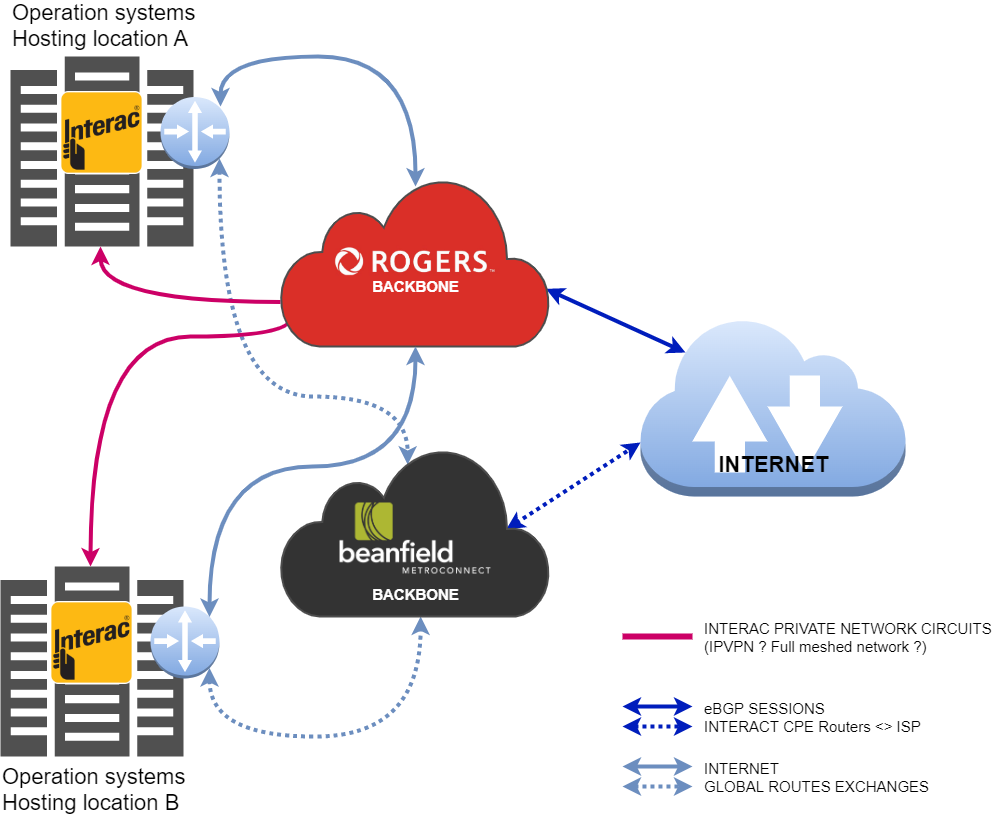 Operation systems
Hosting location A
Interac®
ROGERS™
BACKBONE
INTERNET
beanfield
METROCONNECT
BACKBONE
Interac®
Operation systems
Hosting location B
INTERAC PRIVATE NETWORK CIRCUITS
(IPVPN ? Full meshed network ?)
eBGP SESSIONS
INTERACT CPE Routers <> ISP
INTERNET
GLOBAL ROUTES EXCHANGES